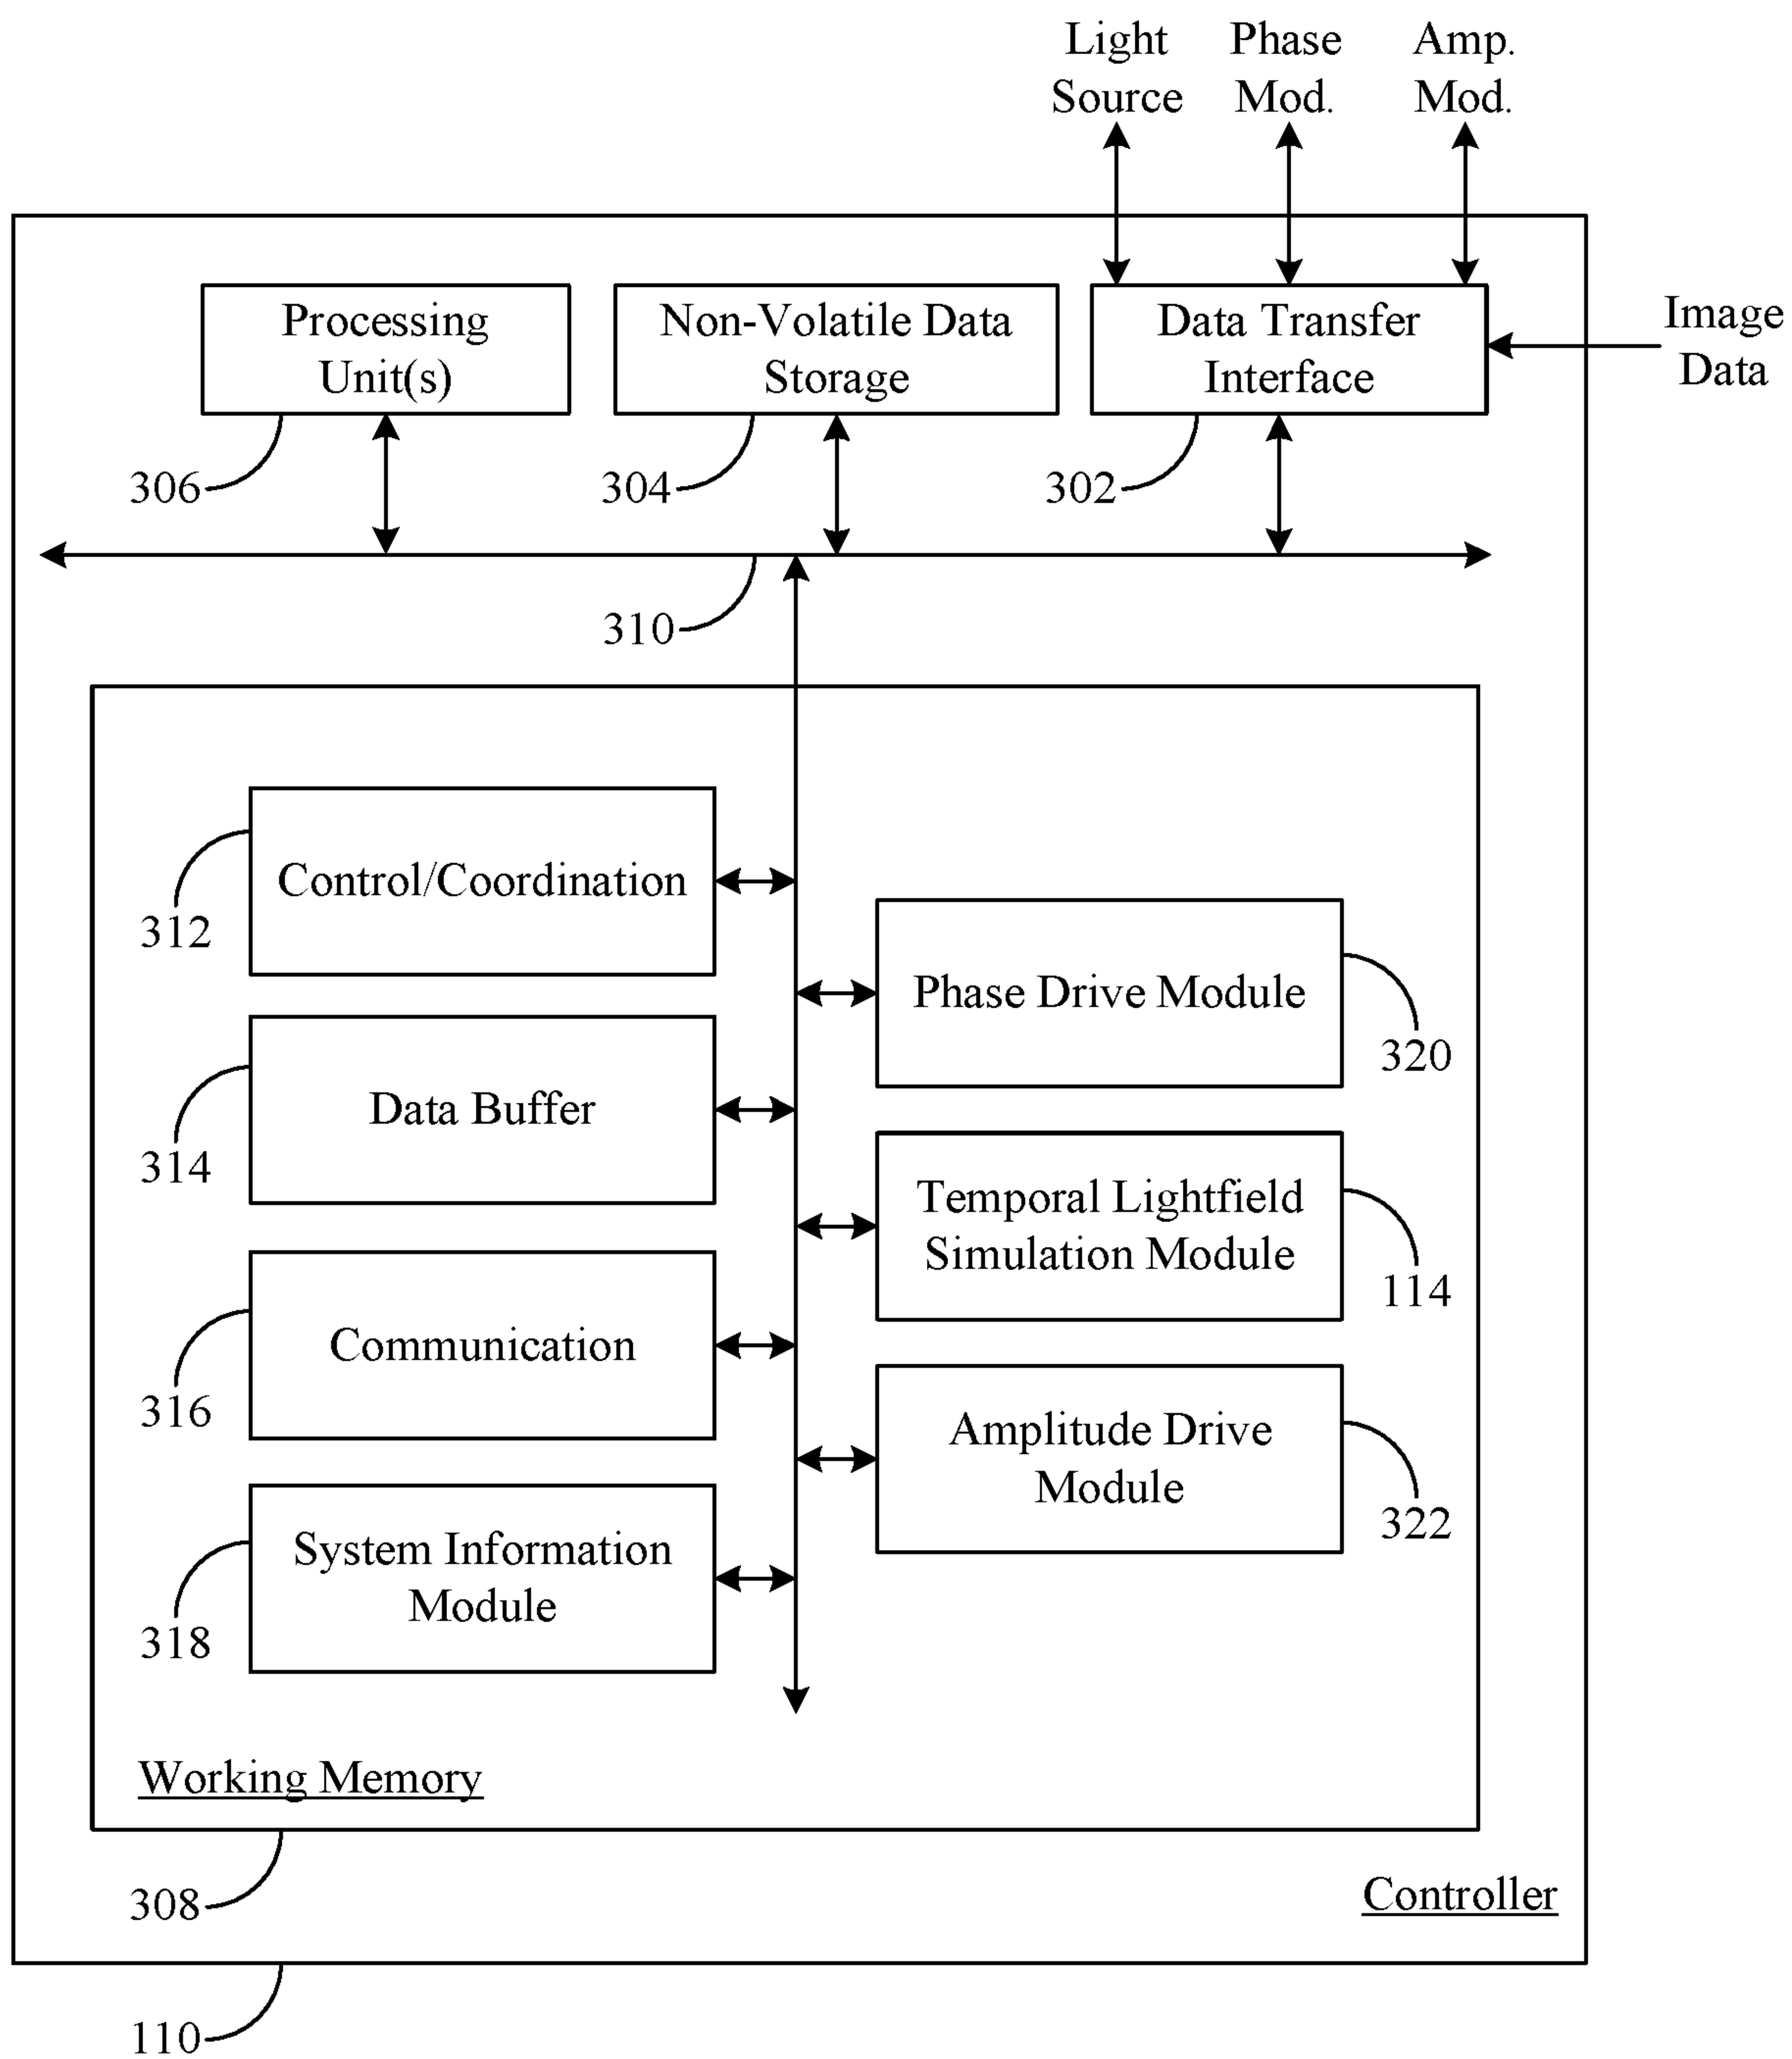 Light
Source
Phase
Mod.
Amp.
Mod.
Processing
Unit(s)
Non-Volatile Data
Storage
Data Transfer
Interface
Image
Data
306
304
302
310
Control/Coordination
312
Phase Drive Module
320
Data Buffer
314
Temporal Lightfield
Simulation Module
114
Communication
316
Amplitude Drive
Module
322
System Information
Module
318
Working Memory
308
Controller
110